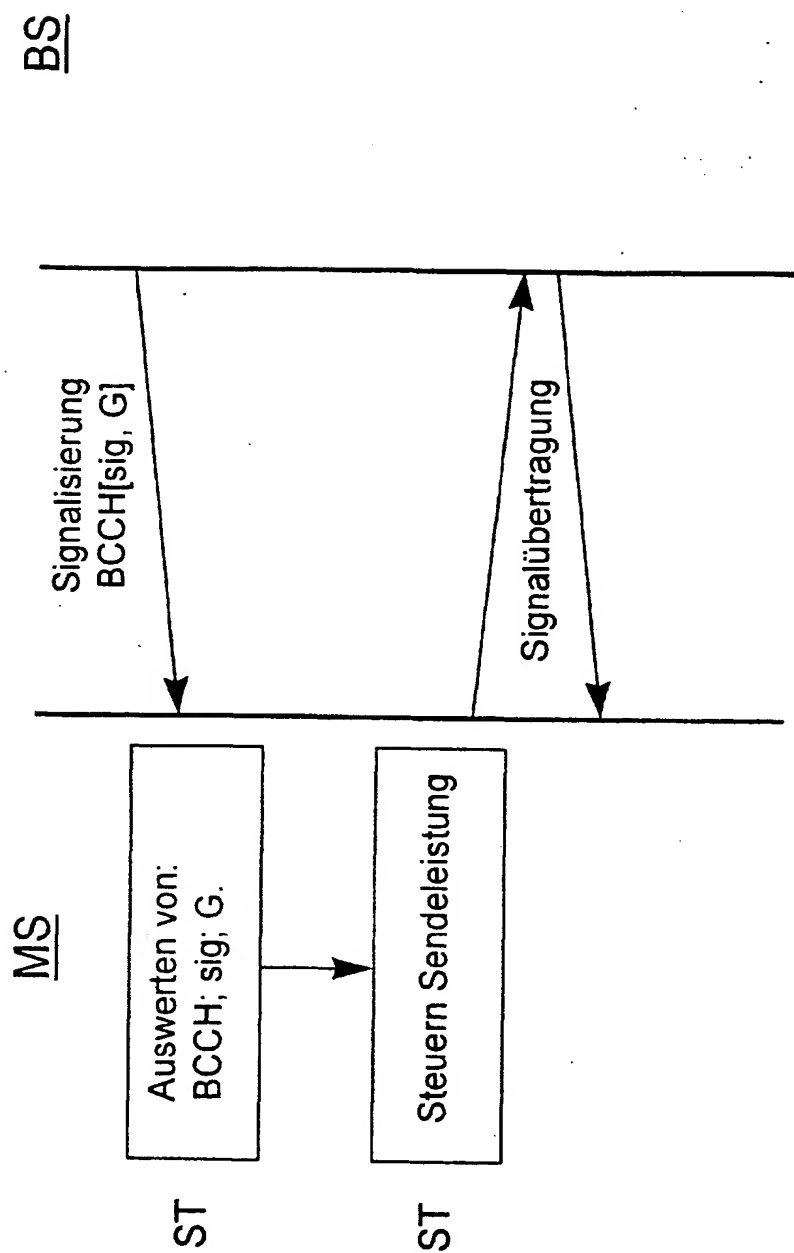 MS
BS
ST
Auswerten von:
BCCH; sig; G.
Signalisierung
BCCH[sig, G]
ST
Steuern Sendeleistung
Signalübertragung